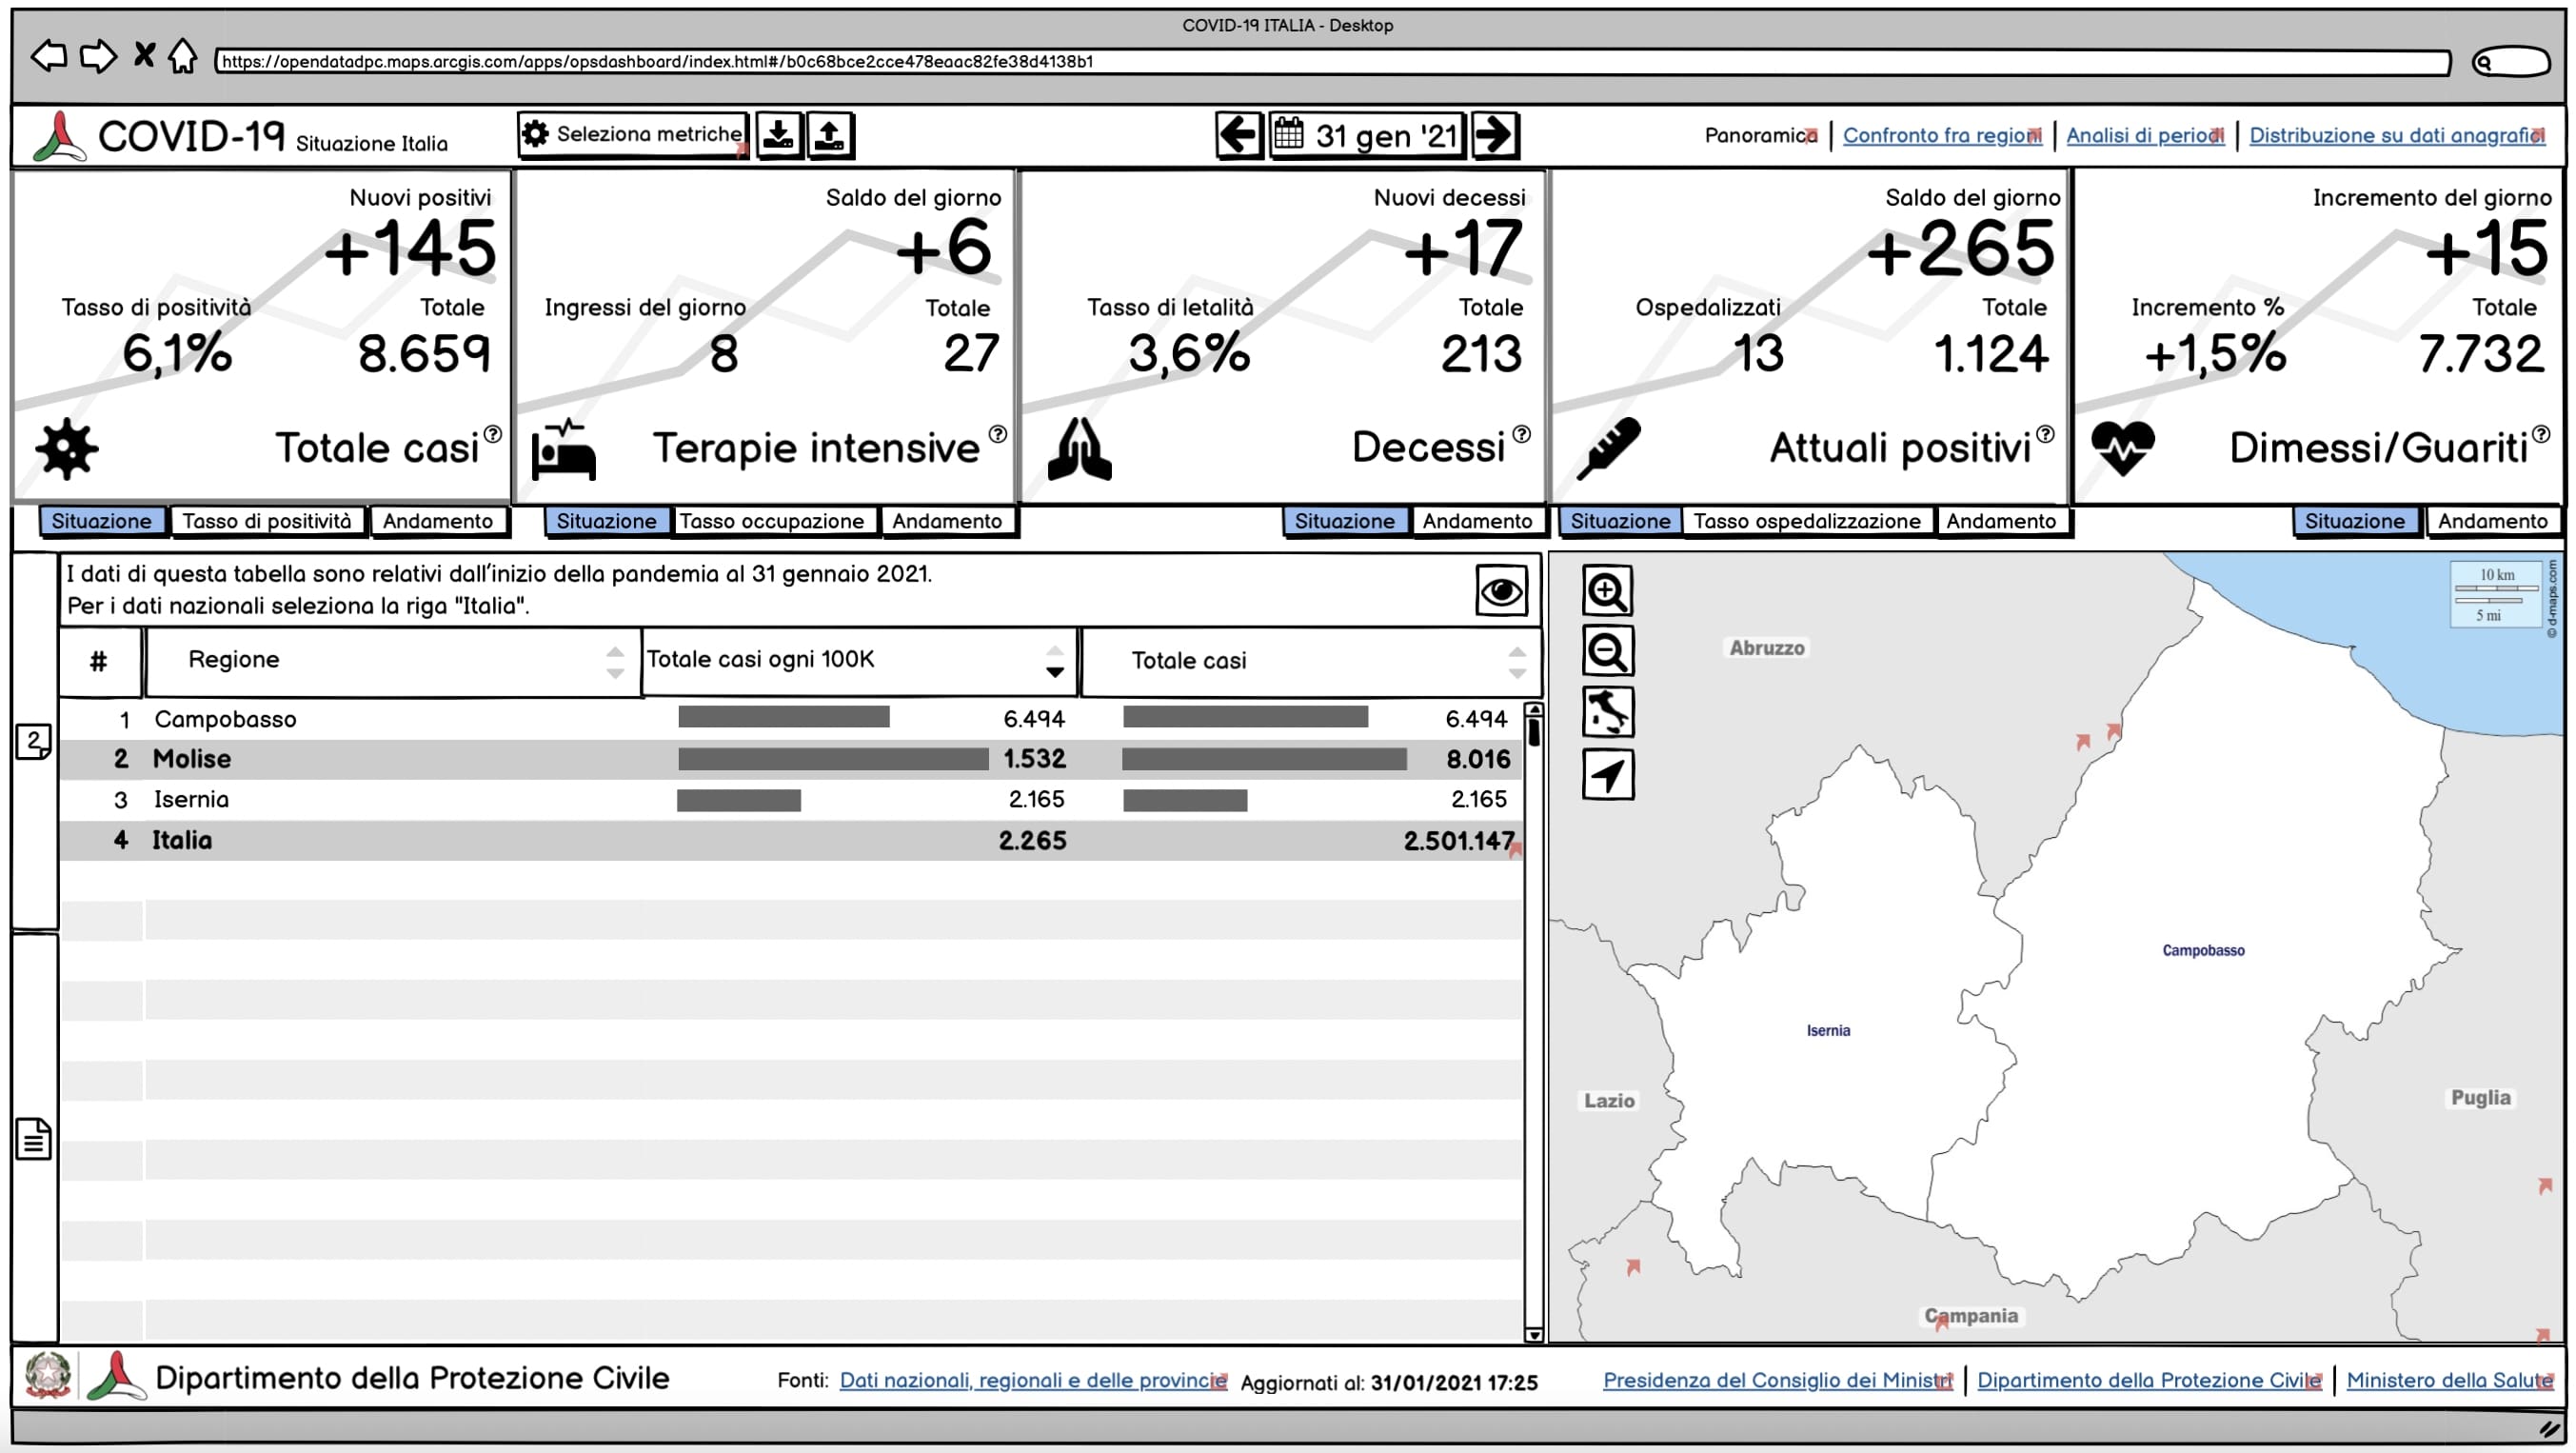 COVID-19 ITALIA - Desktop
https://opendatadpc.maps.arcgis.com/apps/opsdashboard/index.html#/b0c68bce2cce478eaac82fe38d4138b1
COVID-19 Situazione Italia
Seleziona metriche
31 gen '21
Panoramica | Confronto fra regioni | Analisi di periodi | Distribuzione su dati anagrafici
Nuovi positivi
+145
Tasso di positività
6,1%
Totale
8.659
Totale casi ?
Saldo del giorno
+6
Ingressi del giorno
8
Totale
27
Terapie intensive ?
Nuovi decessi
+17
Tasso di letalità
3,6%
Totale
213
Decessi ?
Saldo del giorno
+265
Ospedalizzati
13
Totale
1.124
Attuali positivi ?
Incremento del giorno
+15
Incremento %
+1,5%
Totale
7.732
Dimessi/Guariti ?
Situazione Tasso di positività Andamento
Situazione Tasso occupazione Andamento
Situazione Andamento
Situazione Tasso ospedalizzazione Andamento
Situazione Andamento
I dati di questa tabella sono relativi dall'inizio della pandemia al 31 gennaio 2021.
Per i dati nazionali seleziona la riga "Italia".
2
# Regione Totale casi ogni 100K Totale casi
1 Campobasso 6.494 6.494
2 Molise 1.532 8.016
3 Isernia 2.165 2.165
4 Italia 2.265 2.501.147
10 km
5 mi
© d-maps.com
Abruzzo
Campobasso
Isernia
Lazio
Puglia
Campania
Dipartimento della Protezione Civile
Fonti: Dati nazionali, regionali e delle provincie
Aggiornati al: 31/01/2021 17:25
Presidenza del Consiglio dei Ministri | Dipartimento della Protezione Civile | Ministero della Salute